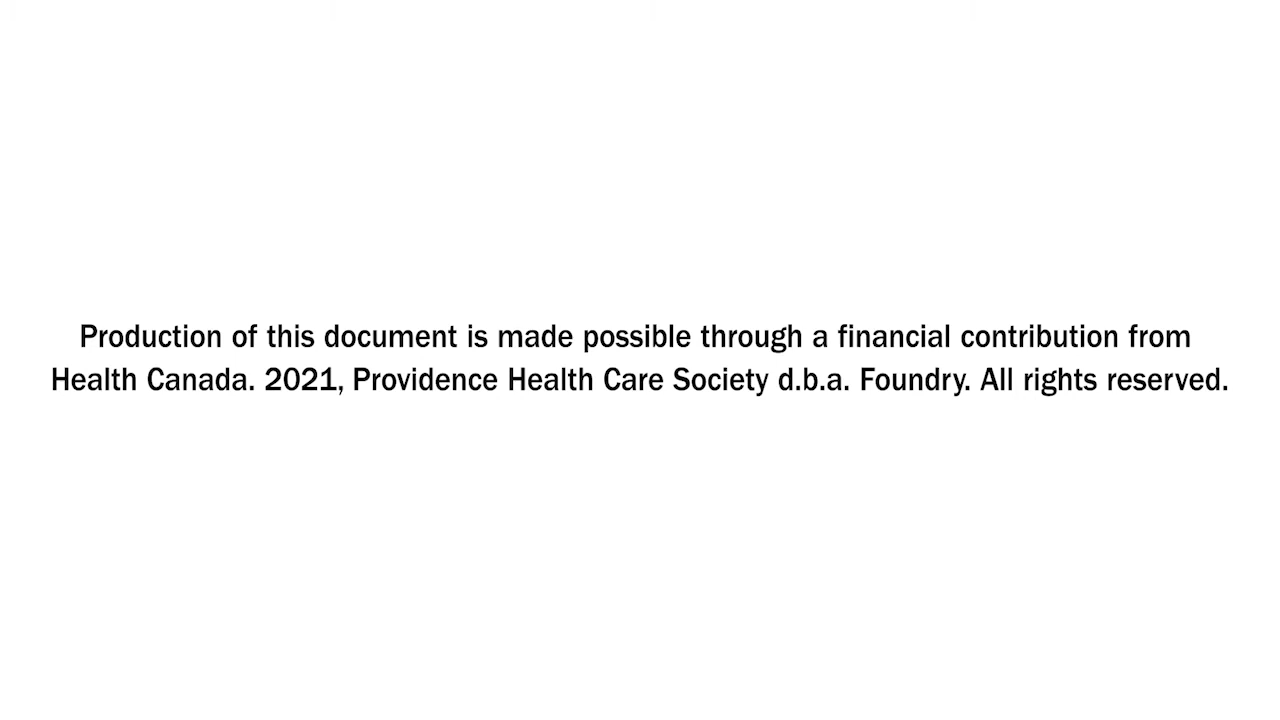 Production of this document is made possible through a financial contribution from
Health Canada. 2021, Providence Health Care Society d.b.a. Foundry. All rights reserved.